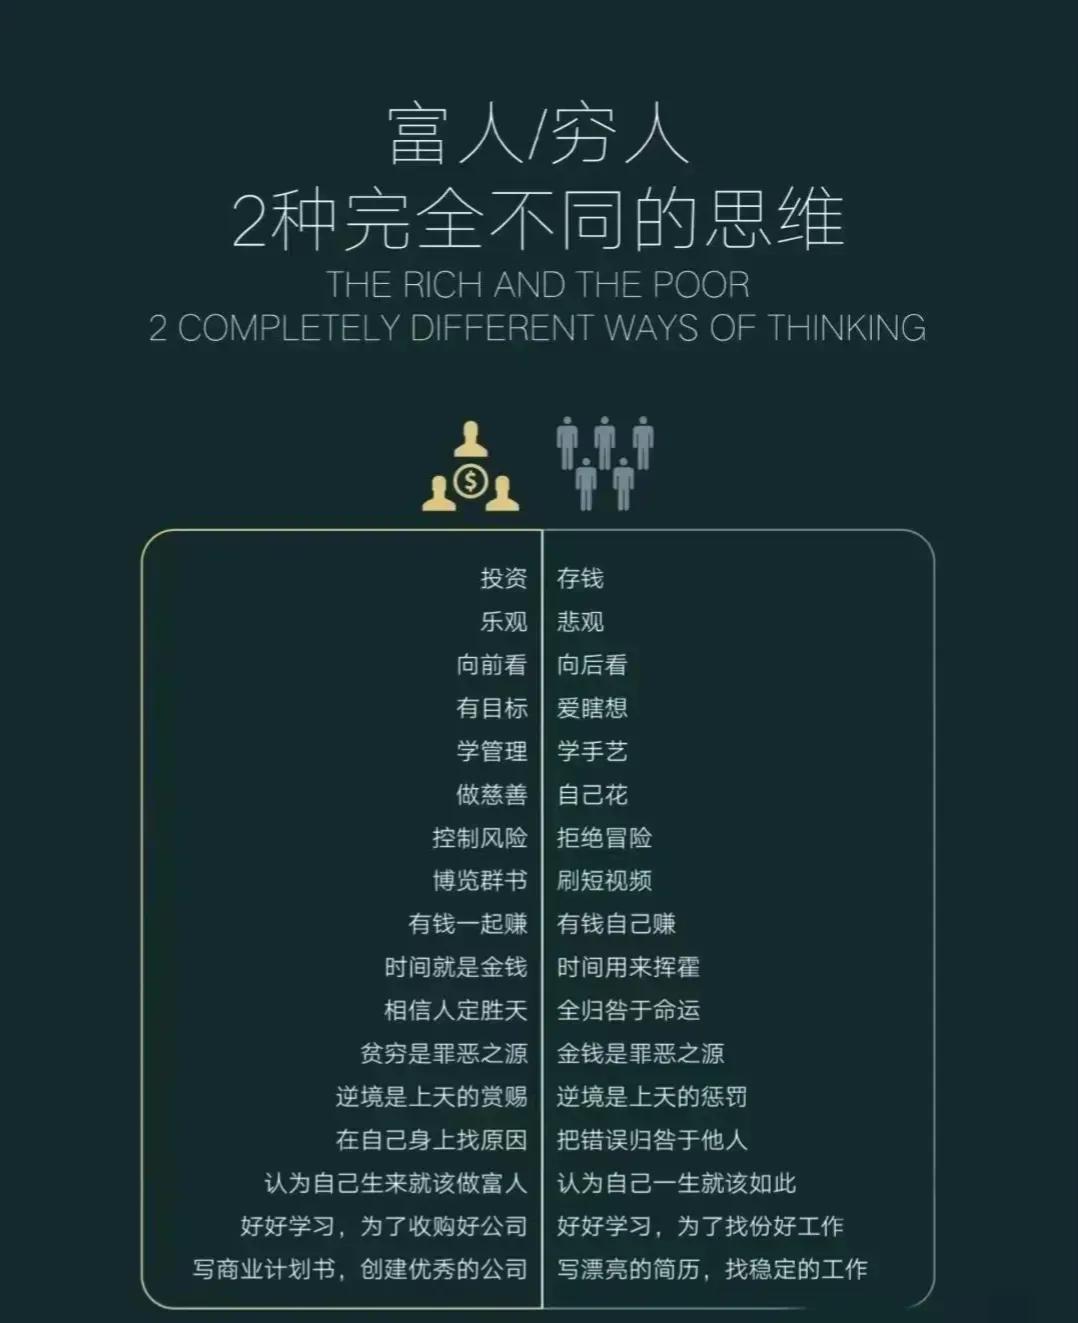 富人/穷人
2种完全不同的思维
THE RICH AND THE POOR
2 COMPLETELY DIFFERENT WAYS OF THINKING
$
投资 存钱
乐观 悲观
向前看 向后看
有目标 爱瞎想
学管理 学手艺
做慈善 自己花
控制风险 拒绝冒险
博览群书 刷短视频
有钱一起赚 有钱自己赚
时间就是金钱 时间用来挥霍
相信人定胜天 全归咎于命运
贫穷是罪恶之源 金钱是罪恶之源
逆境是上天的赏赐 逆境是上天的惩罚
在自己身上找原因 把错误归咎于他人
认为自己生来就该做富人 认为自己一生就该如此
好好学习，为了收购好公司 好好学习，为了找份好工作
写商业计划书，创建优秀的公司 写漂亮的简历，找稳定的工作